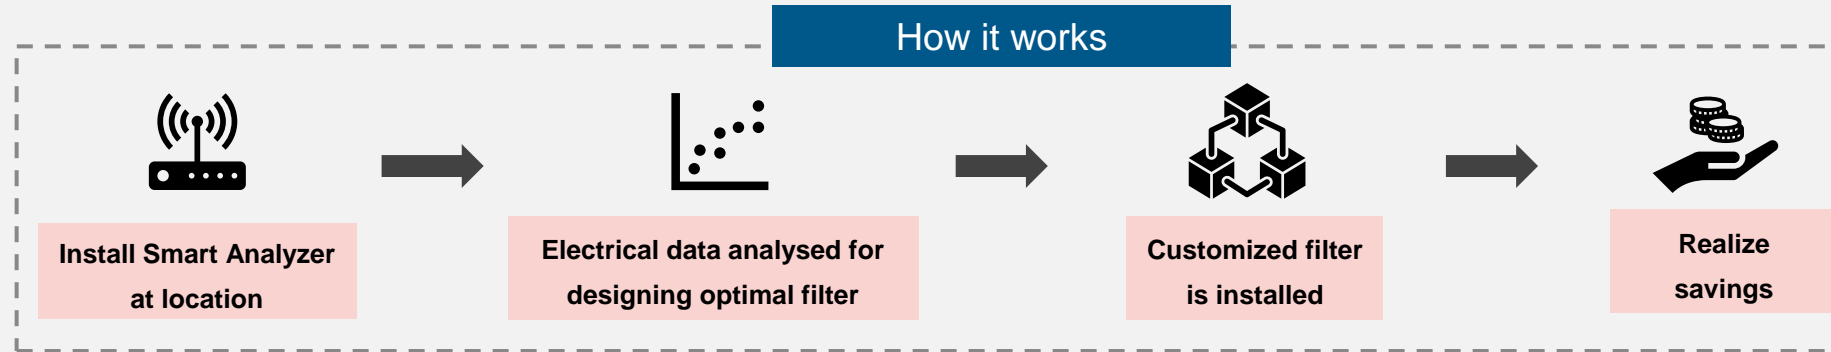 How it works
Install Smart Analyzer
at location
Electrical data analysed for
designing optimal filter
Customized filter
is installed
Realize
savings